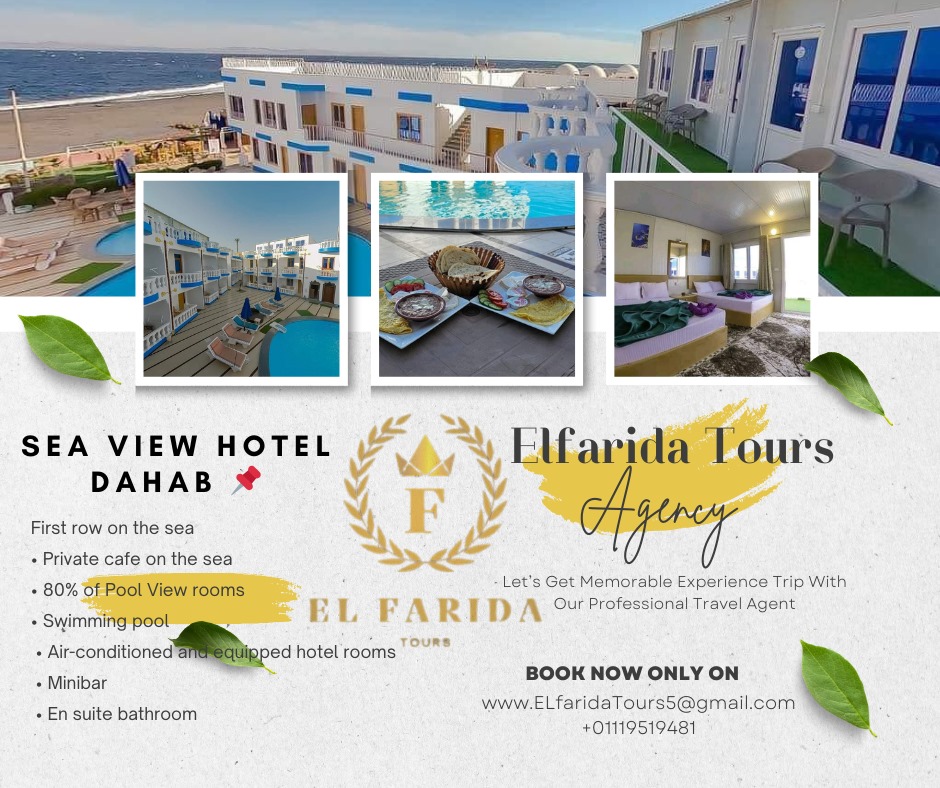 SEA VIEW HOTEL
DAHAB
First row on the sea
• Private cafe on the sea
• 80% of Pool View rooms
• Swimming pool
• Air-conditioned and equipped hotel rooms
• Minibar
• En suite bathroom
F
EL FARIDA
TOURS
Elfarida Tours
Agency
Let's Get Memorable Experience Trip With
Our Professional Travel Agent
BOOK NOW ONLY ON
www.ELfaridaTours5@gmail.com
+01119519481